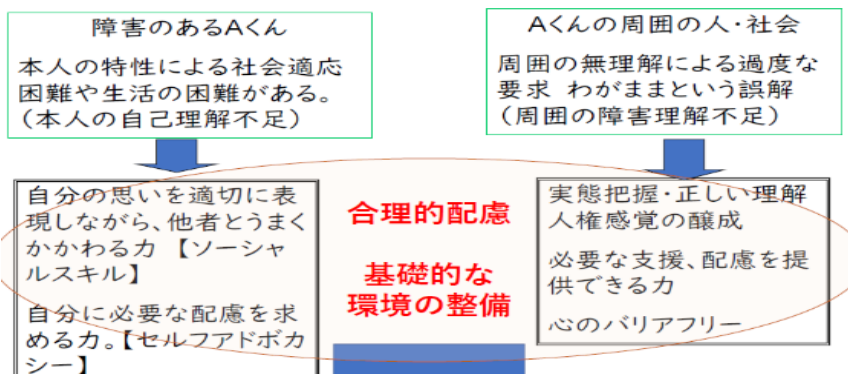 障害のあるAくん
本人の特性による社会適応
困難や生活の困難がある。
(本人の自己理解不足)
Aくんの周囲の人・社会
周囲の無理解による過度な
要求 わがままという誤解
(周囲の障害理解不足)
自分の思いを適切に表
現しながら、他者とうまく
かかわる力 【ソーシャ
ルスキル】
自分に必要な配慮を求
める力。【セルフアドボカ
シー】
合理的配慮
基礎的な
環境の整備
実態把握・正しい理解
人権感覚の醸成
必要な支援、配慮を提
供できる力
心のバリアフリー